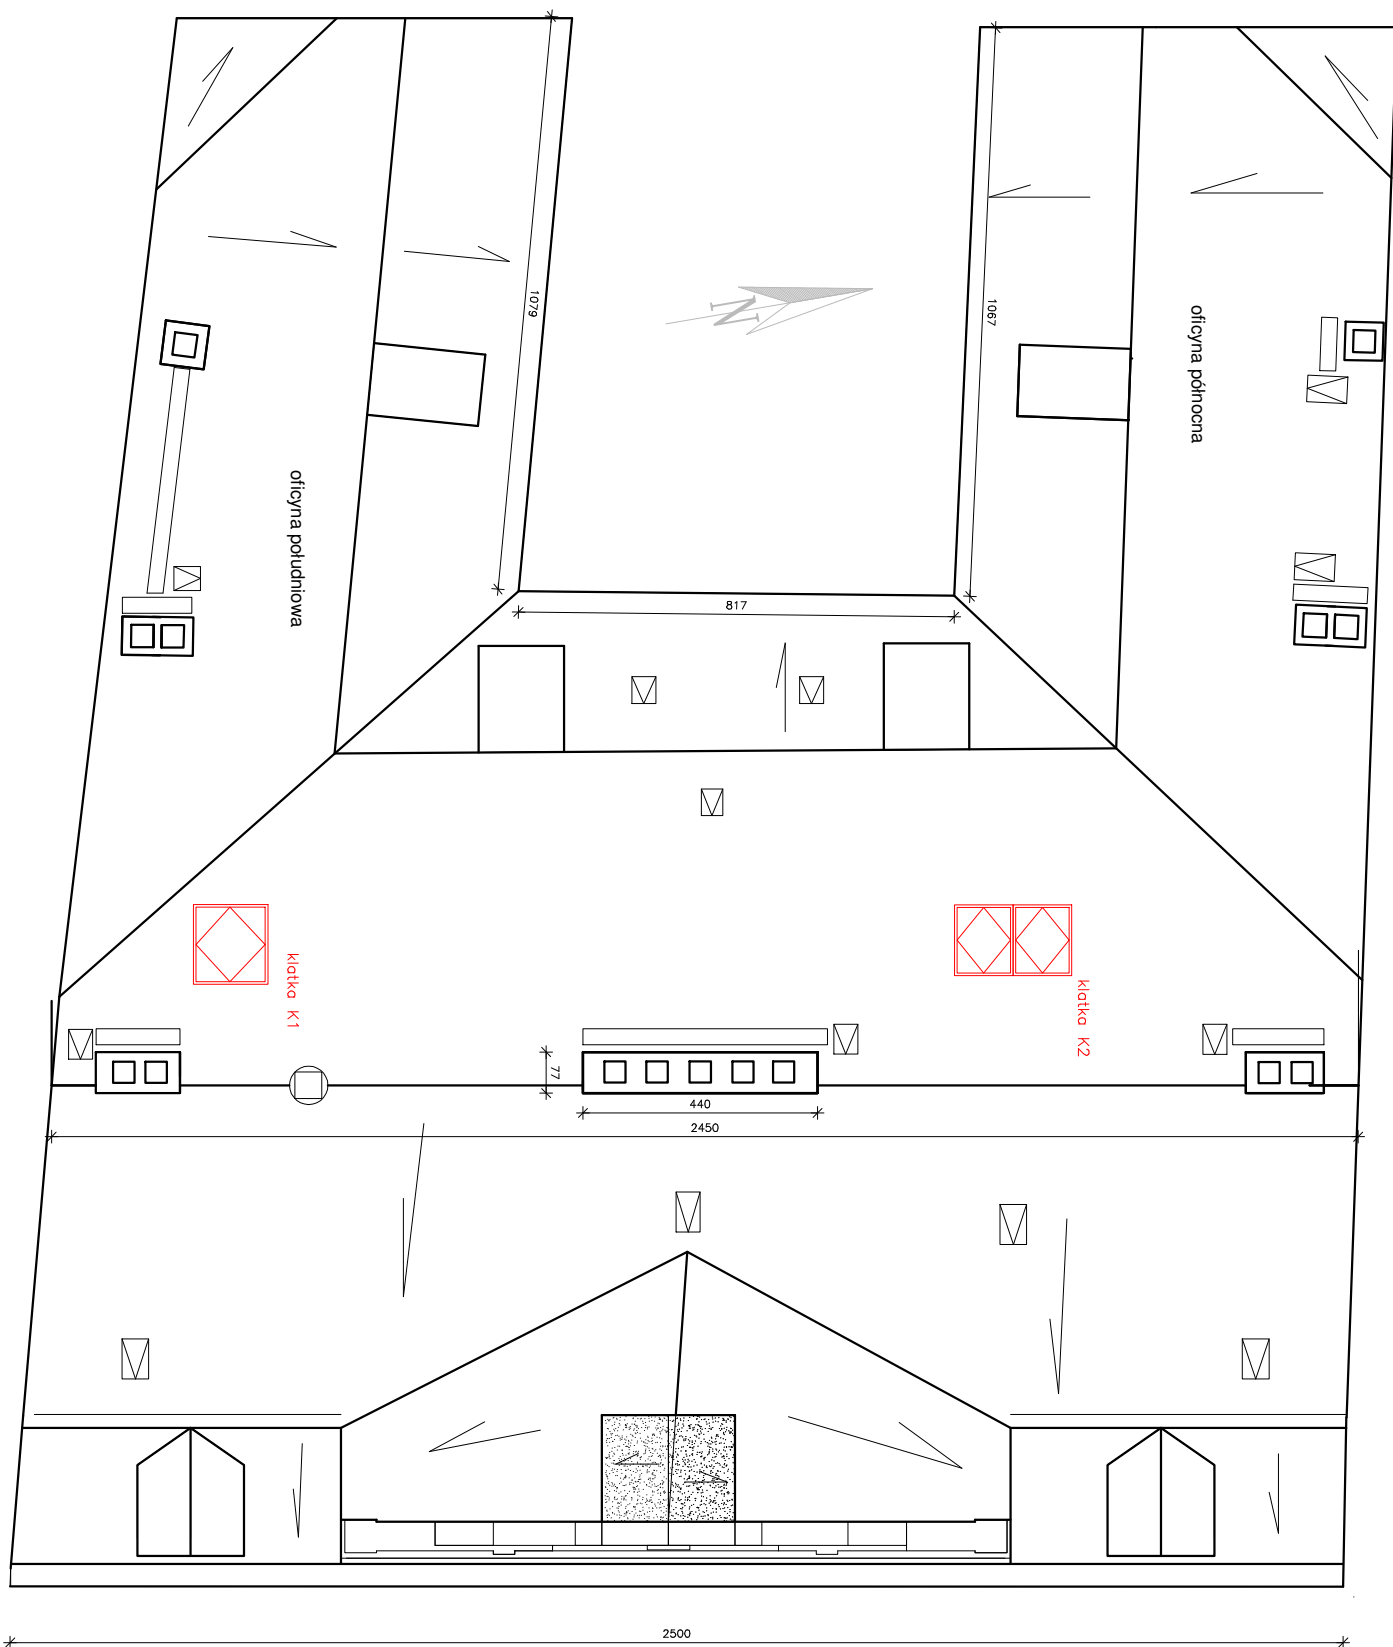 1079
1067
N
oficyna północna
oficyna południowa
817
klatka K1
klatka K2
77
440
2450
2500